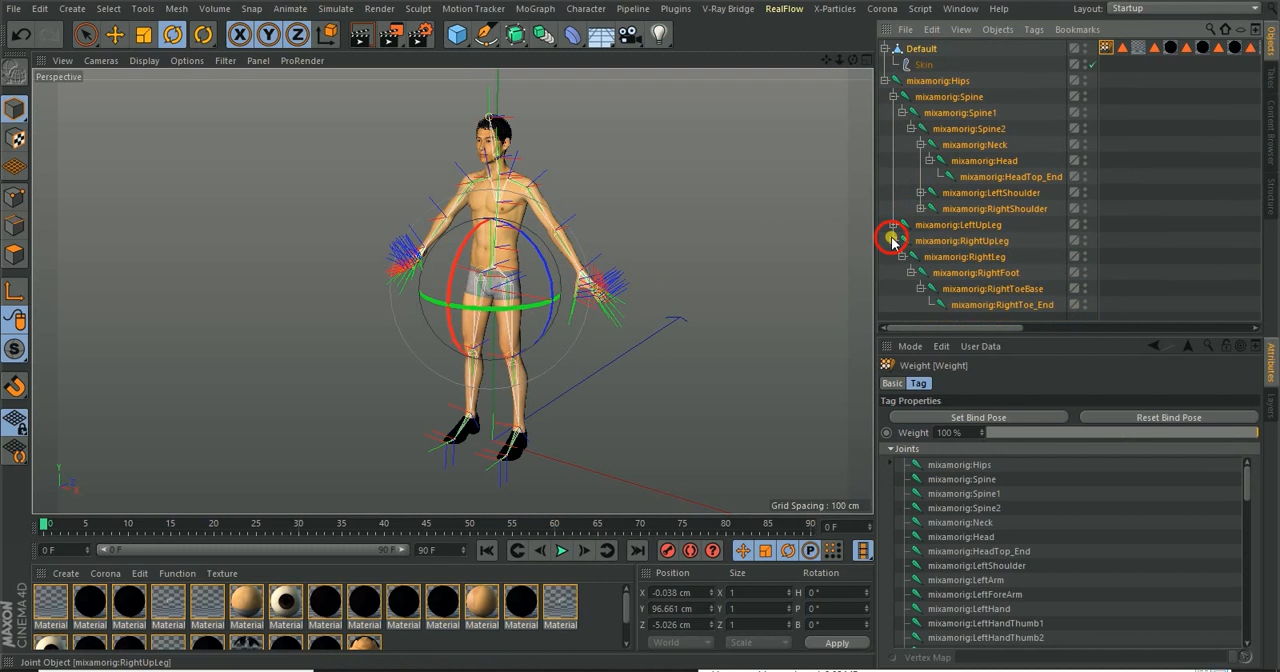 File Edit Create Select Tools Mesh Volume Snap Animate Simulate Render Sculpt Motion Tracker MoGraph Character Pipeline Plugins V-Ray Bridge RealFlow X-Particles Corona Script Window Help Layout: Startup
File Edit View Objects Tags Bookmarks
View Cameras Display Options Filter Panel ProRender
Perspective
Default
Skin
mixamorig:Hips
mixamorig:Spine
mixamorig:Spine1
mixamorig:Spine2
mixamorig:Neck
mixamorig:Head
mixamorig:HeadTop_End
mixamorig:LeftShoulder
mixamorig:RightShoulder
mixamorig:LeftUpLeg
mixamorig:RightUpLeg
mixamorig:RightLeg
mixamorig:RightFoot
mixamorig:RightToeBase
mixamorig:RightToe_End
Objects
Takes
Content Browser
Structure
Mode Edit User Data
Weight [Weight]
Basic Tag
Tag Properties
Set Bind Pose Reset Bind Pose
Weight 100 %
Joints
mixamorig:Hips
mixamorig:Spine
mixamorig:Spine1
mixamorig:Spine2
mixamorig:Neck
mixamorig:Head
mixamorig:HeadTop_End
mixamorig:LeftShoulder
mixamorig:LeftArm
mixamorig:LeftForeArm
mixamorig:LeftHand
mixamorig:LeftHandThumb1
mixamorig:LeftHandThumb2
Vertex Map
Attributes
Layers
Y
Grid Spacing : 100 cm
0 5 10 15 20 25 30 35 40 45 50 55 60 65 70 75 80 85 90 0 F
0 F 0 F 90 F 90 F
Create Corona Edit Function Texture
Material Material Material Material Material Material Material Material Material Material Material Material Material Material
Position Size Rotation
X -0.038 cm X 1 H 0 °
Y 96.661 cm Y 1 P 0 °
Z -5.026 cm Z 1 B 0 °
World Scale Apply
MAXON
CINEMA 4D
Joint Object [mixamorig:RightUpLeg]